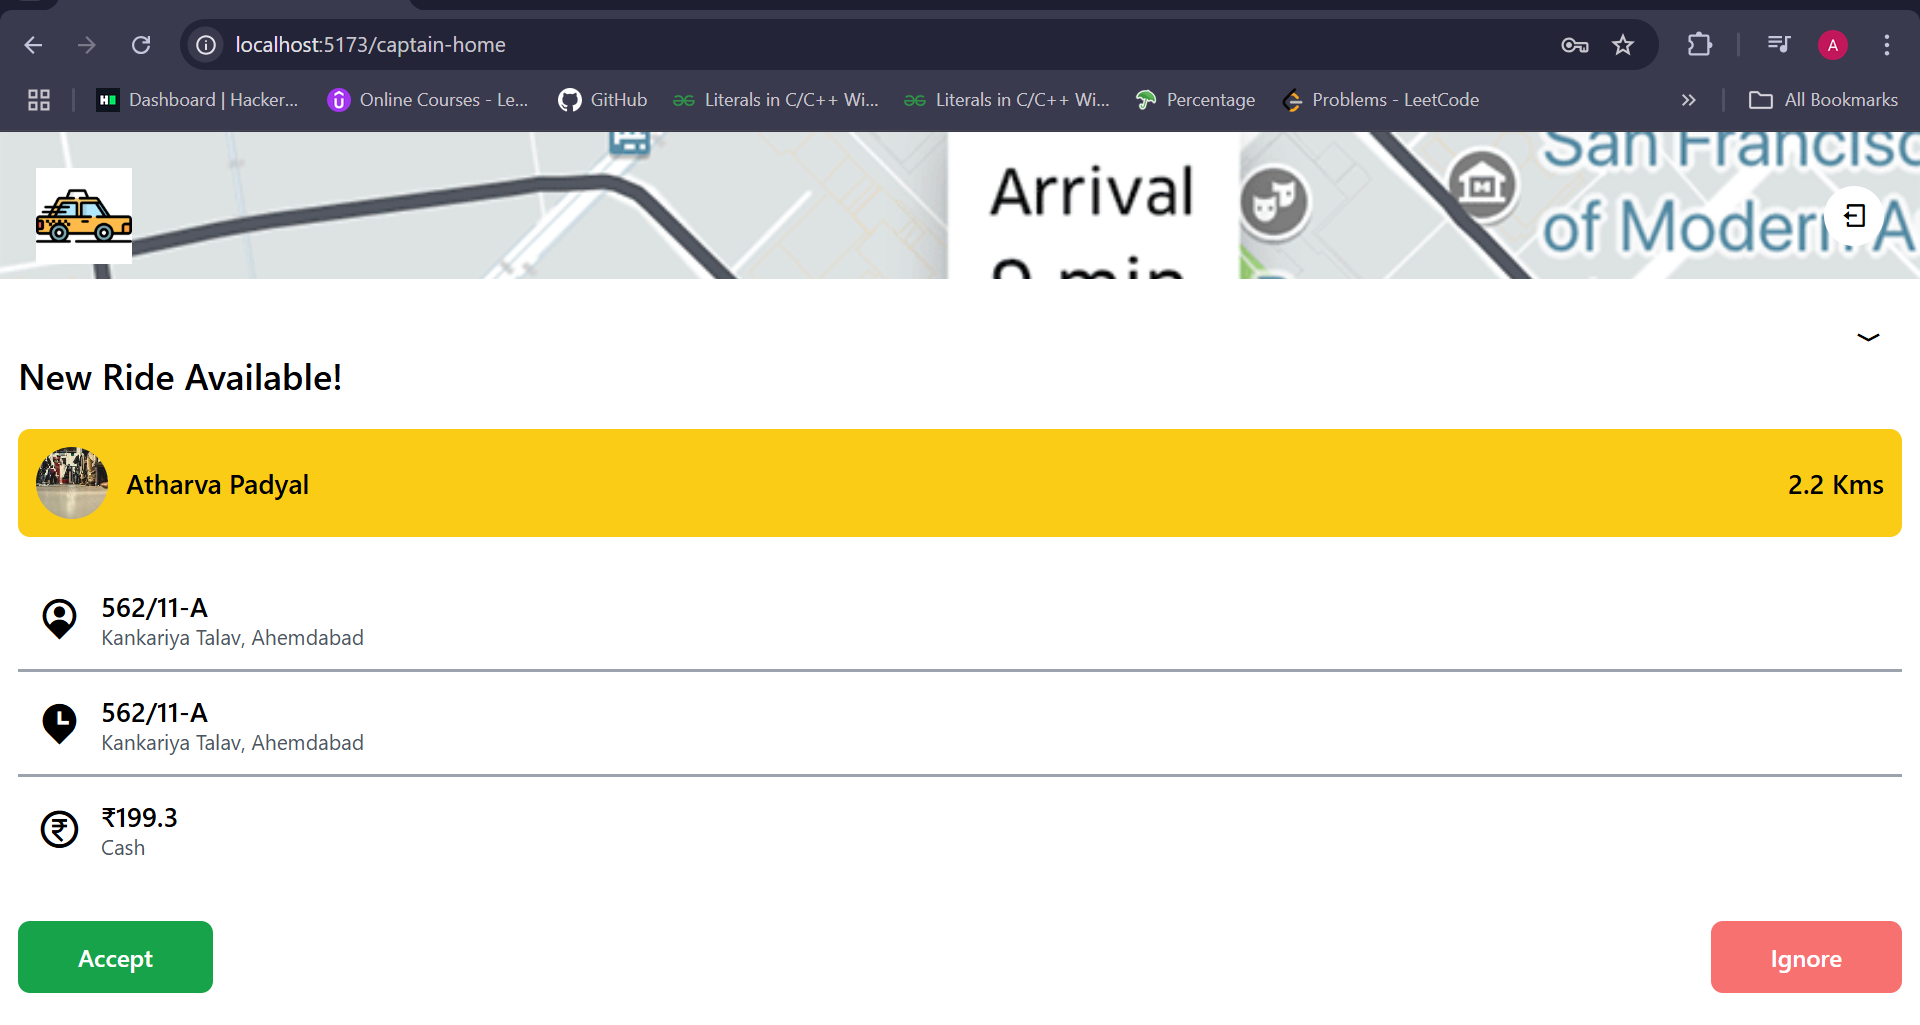 localhost:5173/captain-home
A
Dashboard | Hacker...
Online Courses - Le...
GitHub
Literals in C/C++ Wi...
Literals in C/C++ Wi...
Percentage
Problems - LeetCode
All Bookmarks
Arrival
9 min
San Francisc
of Modern A
New Ride Available!
Atharva Padyal
2.2 Kms
562/11-A
Kankariya Talav, Ahemdabad
562/11-A
Kankariya Talav, Ahemdabad
₹199.3
Cash
Accept
Ignore